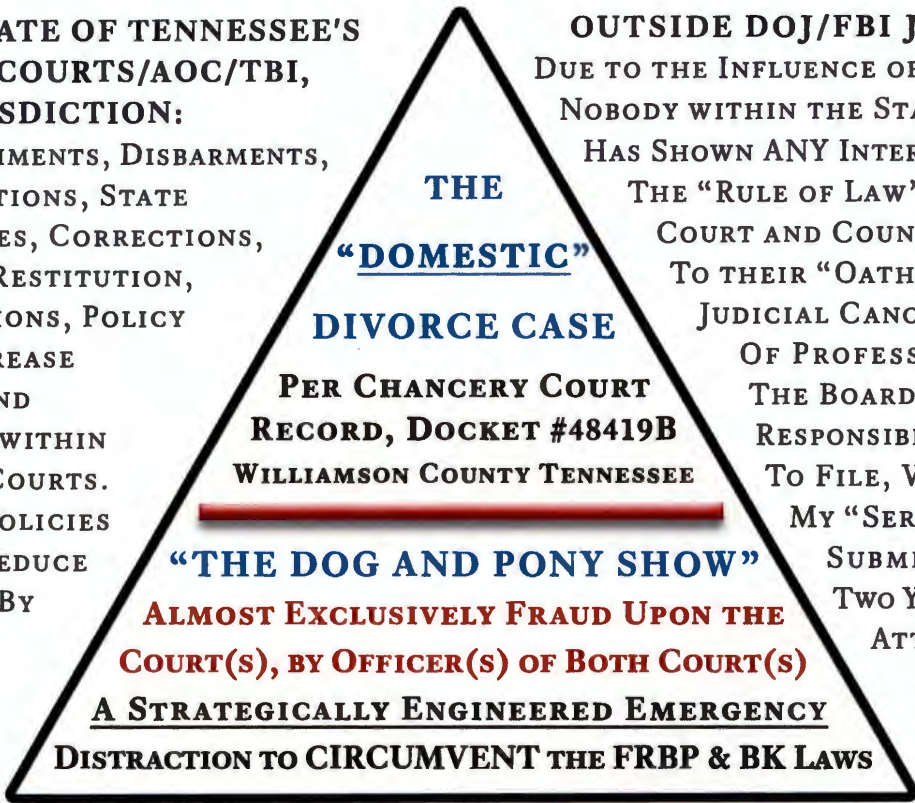 ATE OF TENNESSEE'S
COURTS/AOC/TBI,
SDICTION:
IMENTS, DISBARMENTS,
TIONS, STATE
ES, CORRECTIONS,
RESTITUTION,
IONS, POLICY
REASE
ND
WITHIN
COURTS.
OLICIES
EDUCE
BY
THE
“DOMESTIC”
DIVORCE CASE
PER CHANCERY COURT
RECORD, DOCKET #48419B
WILLIAMSON COUNTY TENNESSEE
“THE DOG AND PONY SHOW”
ALMOST EXCLUSIVELY FRAUD UPON THE
COURT(S), BY OFFICER(S) OF BOTH COURT(S)
A STRATEGICALLY ENGINEERED EMERGENCY
DISTRACTION TO CIRCUMVENT THE FRBP & BK LAWS
OUTSIDE DOJ/FBI J
DUE TO THE INFLUENCE OF
NOBODY WITHIN THE STA
HAS SHOWN ANY INTER
THE “RULE OF LAW”
COURT AND COUN
TO THEIR “OATH
JUDICIAL CANO
OF PROFESS
THE BOARD
RESPONSIB
TO FILE, V
MY “SER
SUBMI
TWO Y
ATT